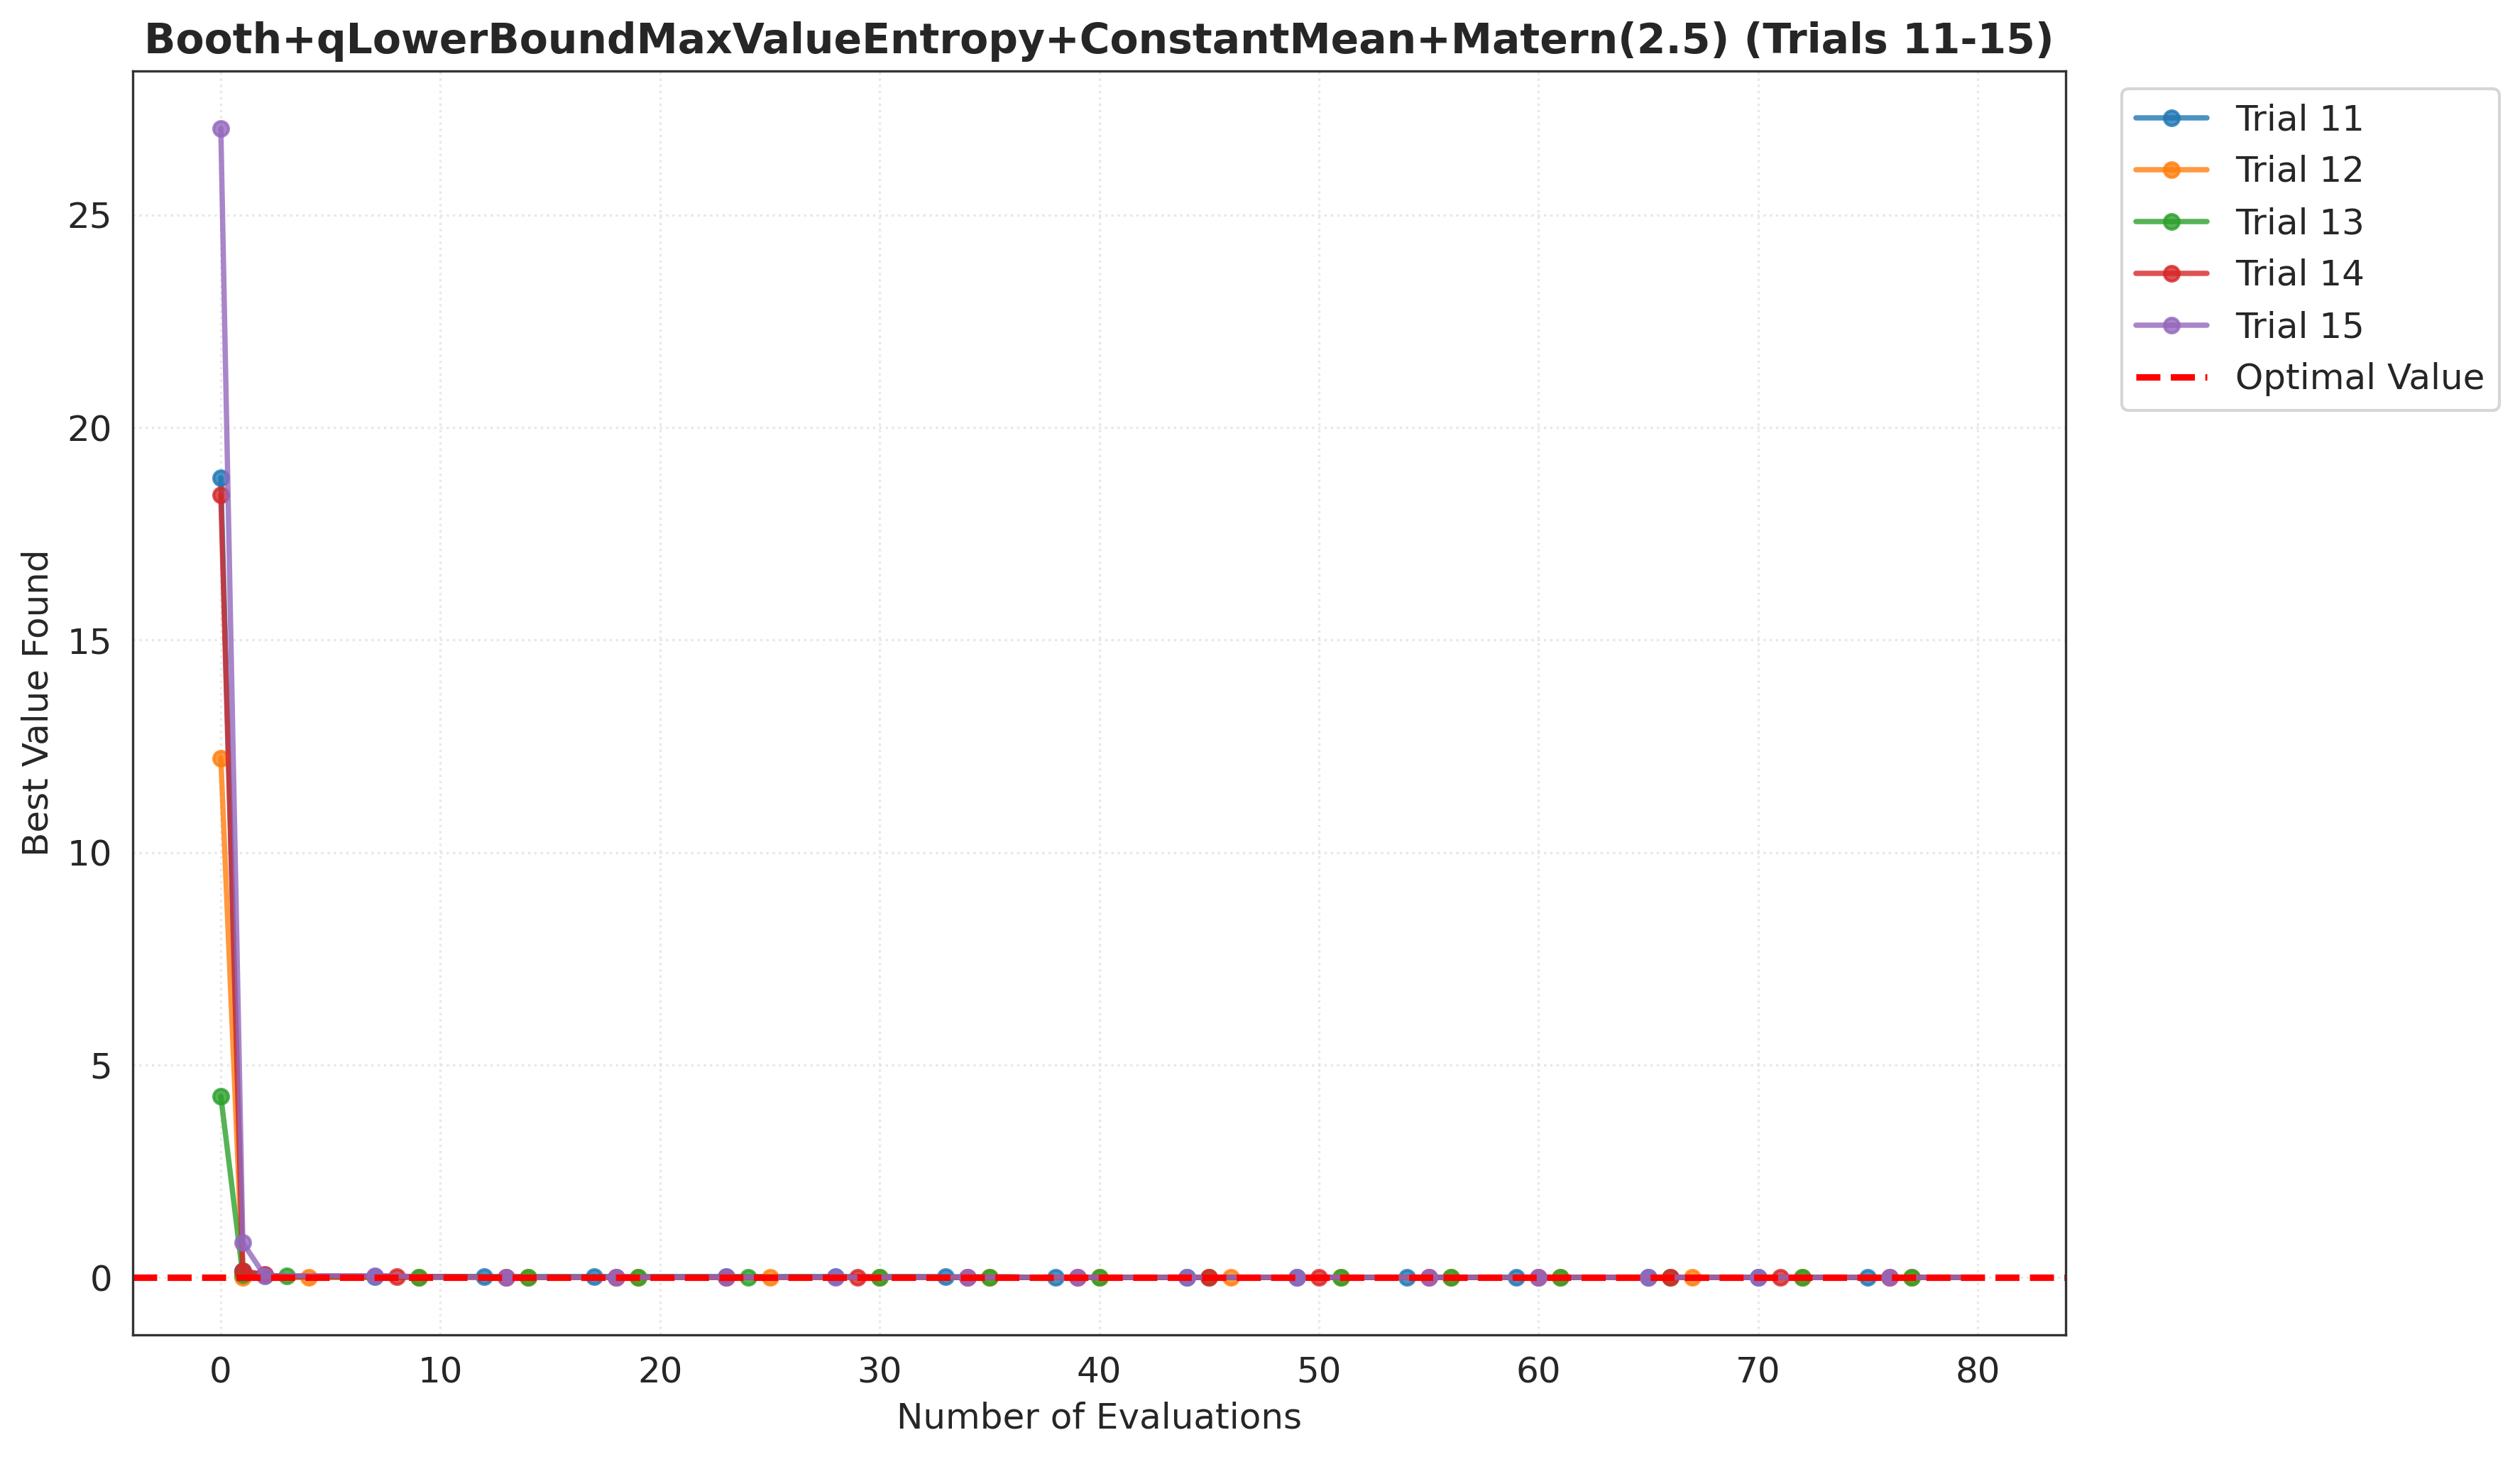 Booth+qLowerBoundMaxValueEntropy+ConstantMean+Matern(2.5) (Trials 11-15)
Trial 11
Trial 12
Trial 13
Trial 14
Trial 15
Optimal Value
Best Value Found
25
20
15
10
5
0
0 10 20 30 40 50 60 70 80
Number of Evaluations